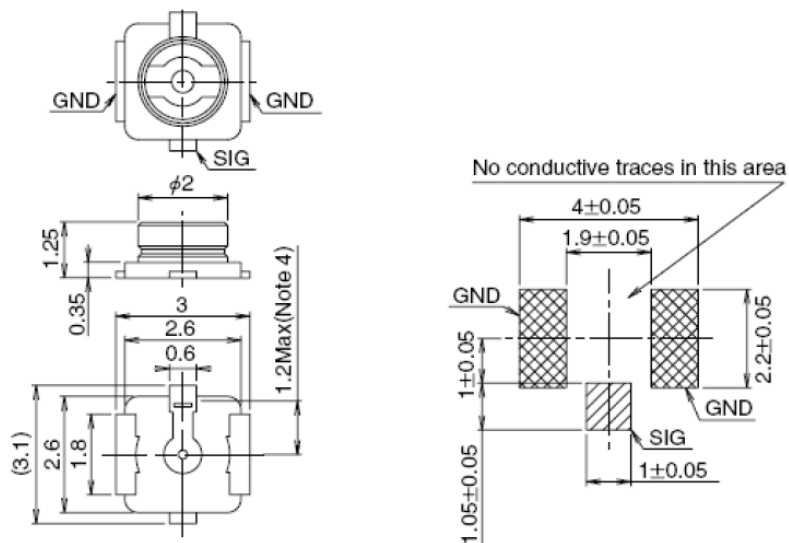 GND
GND
SIG
ϕ2
1.25
0.35
3
2.6
0.6
1.2Max(Note 4)
(3.1)
2.6
1.8
No conductive traces in this area
4±0.05
1.9±0.05
GND
1±0.05
2.2±0.05
GND
SIG
1.05±0.05
1±0.05